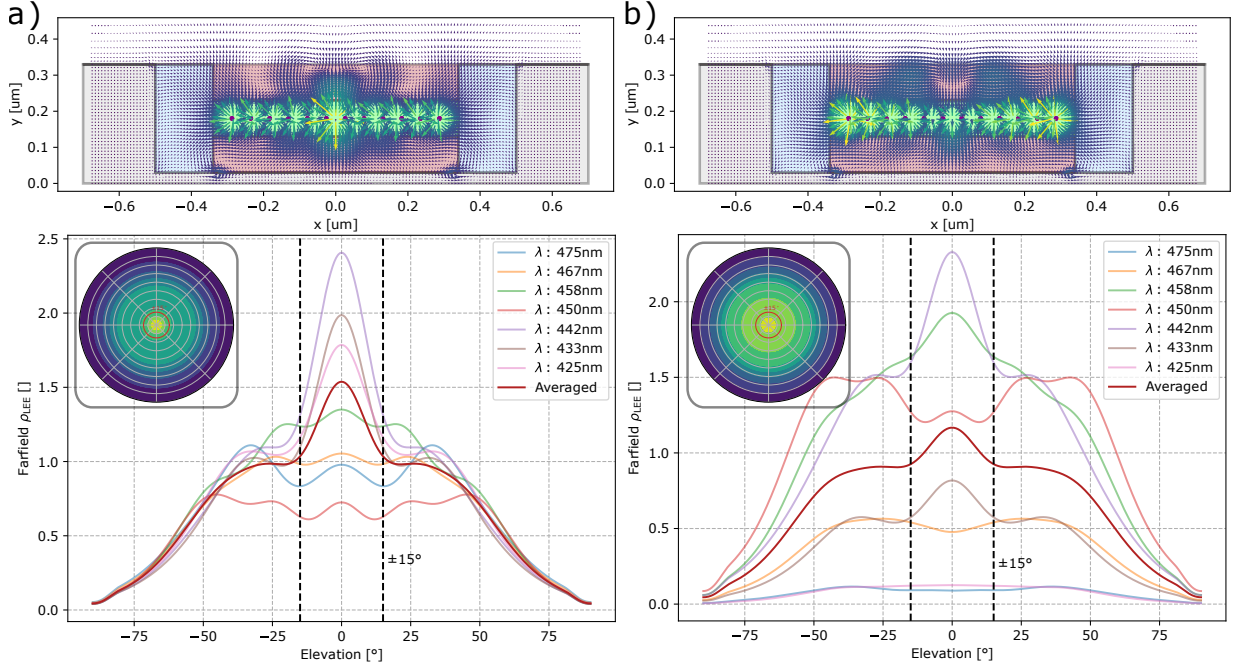 a)
b)
y [um]
0.4
0.3
0.2
0.1
0.0
−0.6 −0.4 −0.2 0.0 0.2 0.4 0.6
x [um]
y [um]
0.4
0.3
0.2
0.1
0.0
−0.6 −0.4 −0.2 0.0 0.2 0.4 0.6
x [um]
Farfield ρLEE []
2.5
2.0
1.5
1.0
0.5
0.0
λ : 475nm
λ : 467nm
λ : 458nm
λ : 450nm
λ : 442nm
λ : 433nm
λ : 425nm
Averaged
±15°
−75 −50 −25 0 25 50 75
Elevation [°]
Farfield ρLEE []
2.0
1.5
1.0
0.5
0.0
±15°
λ : 475nm
λ : 467nm
λ : 458nm
λ : 450nm
λ : 442nm
λ : 433nm
λ : 425nm
Averaged
±15°
−75 −50 −25 0 25 50 75
Elevation [°]